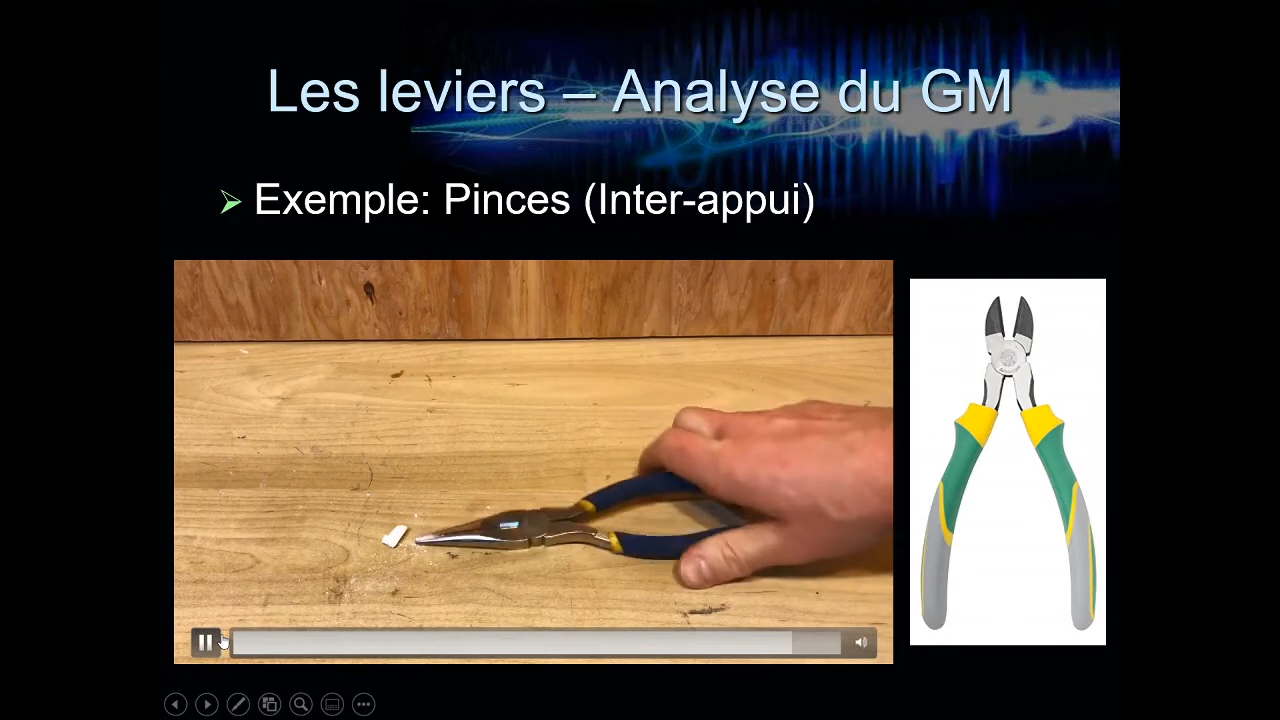 Les leviers – Analyse du GM
Exemple: Pinces (Inter-appui)